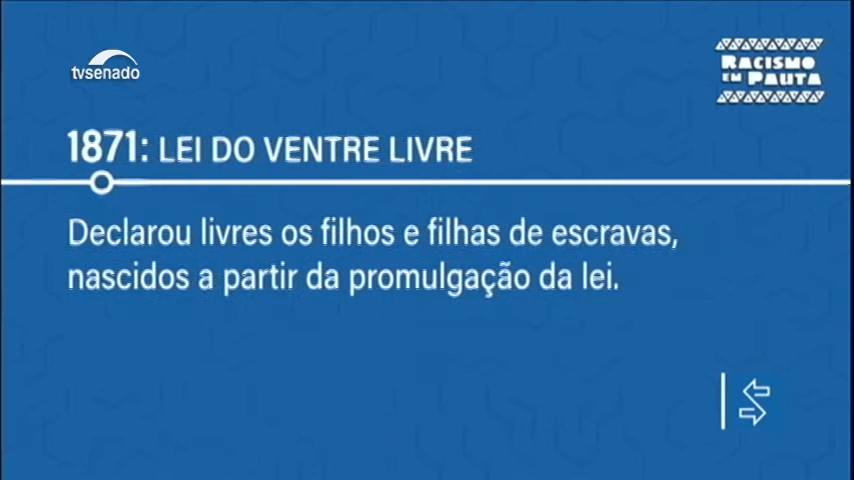 tvsenado
RACISMO
EM PAUTA
1871: LEI DO VENTRE LIVRE
Declarou livres os filhos e filhas de escravas,
nascidos a partir da promulgação da lei.